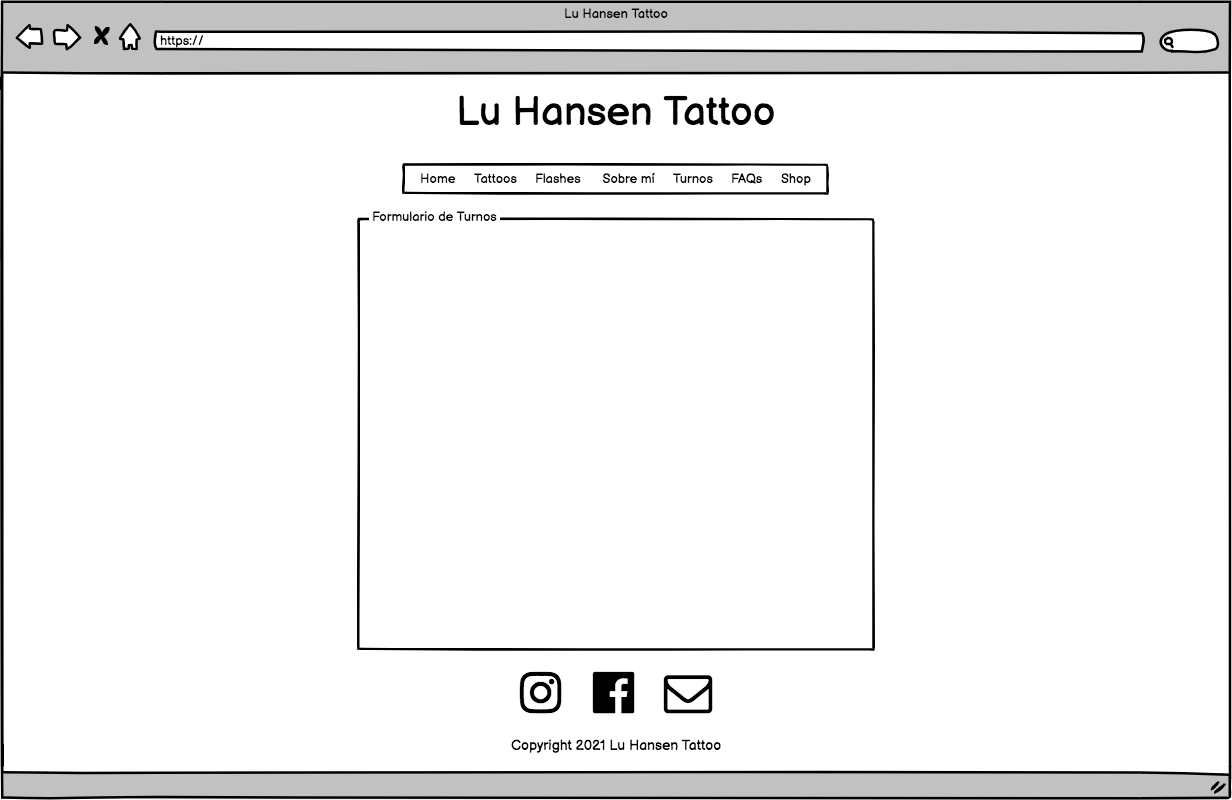 Lu Hansen Tattoo
https://
Lu Hansen Tattoo
Home Tattoos Flashes Sobre mí Turnos FAQs Shop
Formulario de Turnos
Copyright 2021 Lu Hansen Tattoo